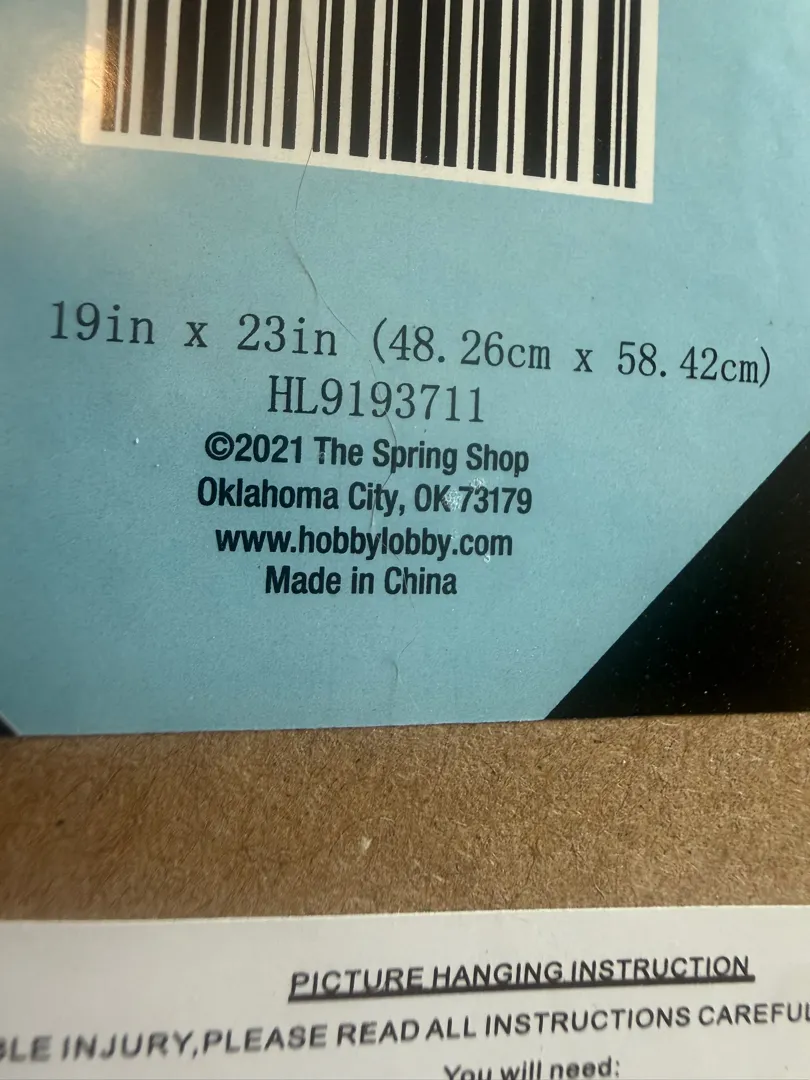 19in x 23in (48.26cm x 58.42cm)
HL9193711
©2021 The Spring Shop
Oklahoma City, OK 73179
www.hobbylobby.com
Made in China
PICTURE HANGING INSTRUCTION
INJURY,PLEASE READ ALL INSTRUCTIONS
You will need: